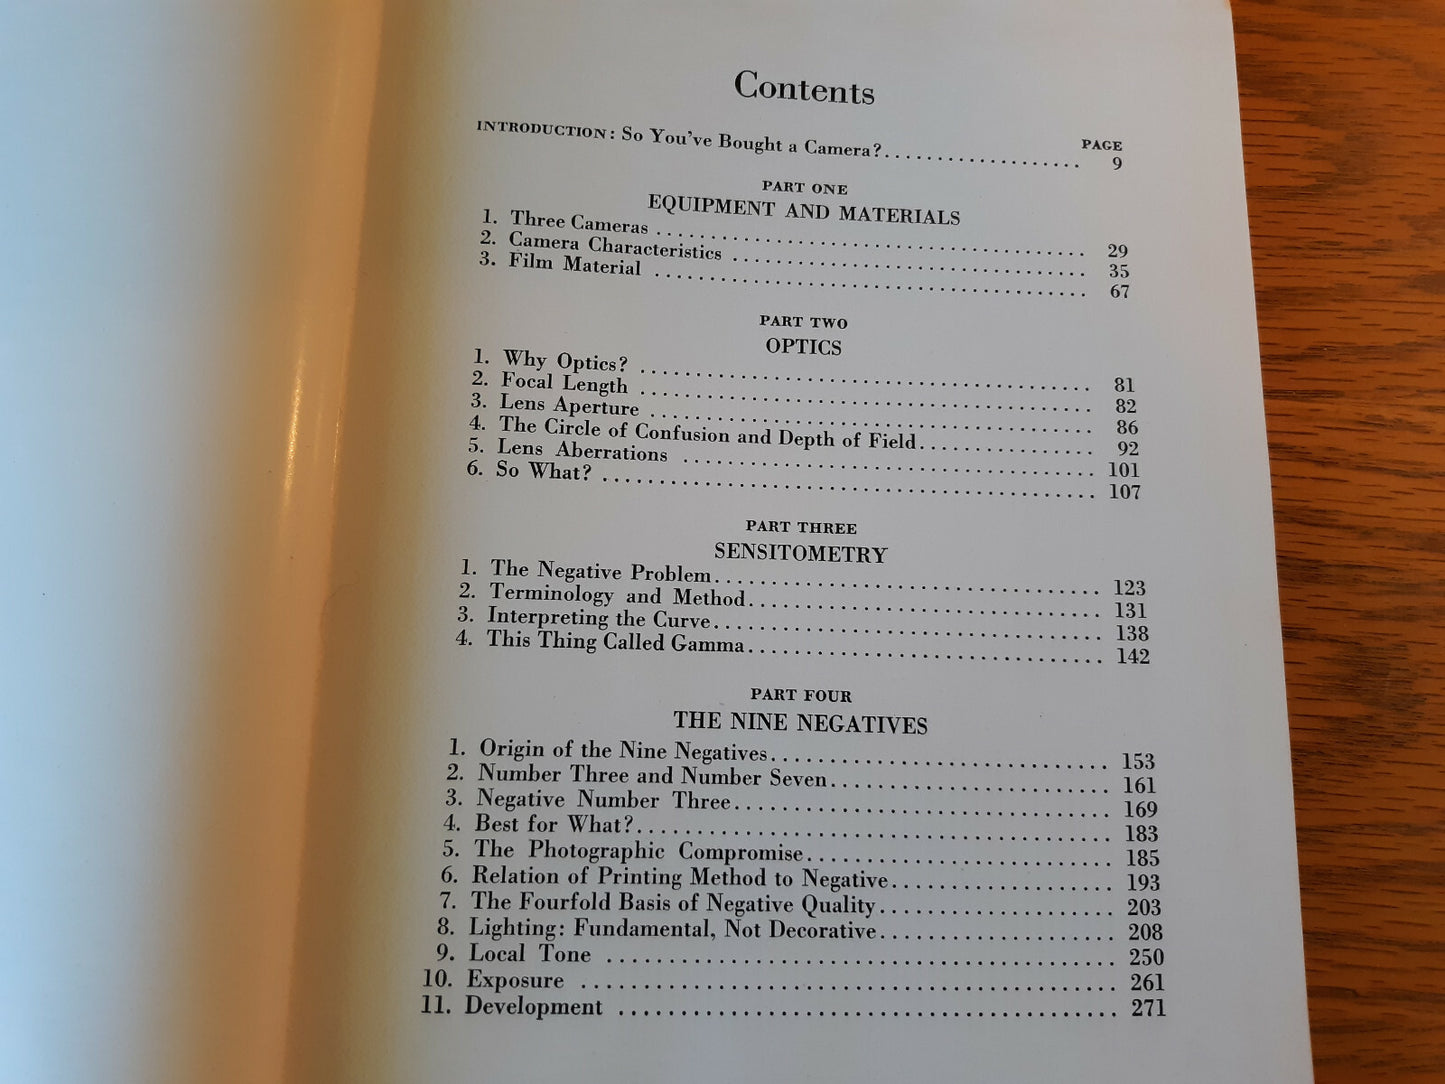 Contents
PAGE
INTRODUCTION: So You've Bought a Camera?.................... 9
PART ONE
EQUIPMENT AND MATERIALS
1. Three Cameras ........................................ 29
2. Camera Characteristics ................................ 35
3. Film Material ........................................ 67
PART TWO
OPTICS
1. Why Optics? ........................................ 81
2. Focal Length ........................................ 82
3. Lens Aperture ........................................ 86
4. The Circle of Confusion and Depth of Field................ 92
5. Lens Aberrations .................................... 101
6. So What? ............................................ 107
PART THREE
SENSITOMETRY
1. The Negative Problem.................................. 123
2. Terminology and Method................................ 131
3. Interpreting the Curve.................................. 138
4. This Thing Called Gamma................................ 142
PART FOUR
THE NINE NEGATIVES
1. Origin of the Nine Negatives............................ 153
2. Number Three and Number Seven........................ 161
3. Negative Number Three................................ 169
4. Best for What?........................................ 183
5. The Photographic Compromise............................ 185
6. Relation of Printing Method to Negative.................... 193
7. The Fourfold Basis of Negative Quality.................... 203
8. Lighting: Fundamental, Not Decorative.................... 208
9. Local Tone .......................................... 250
10. Exposure ............................................ 261
11. Development ........................................ 271